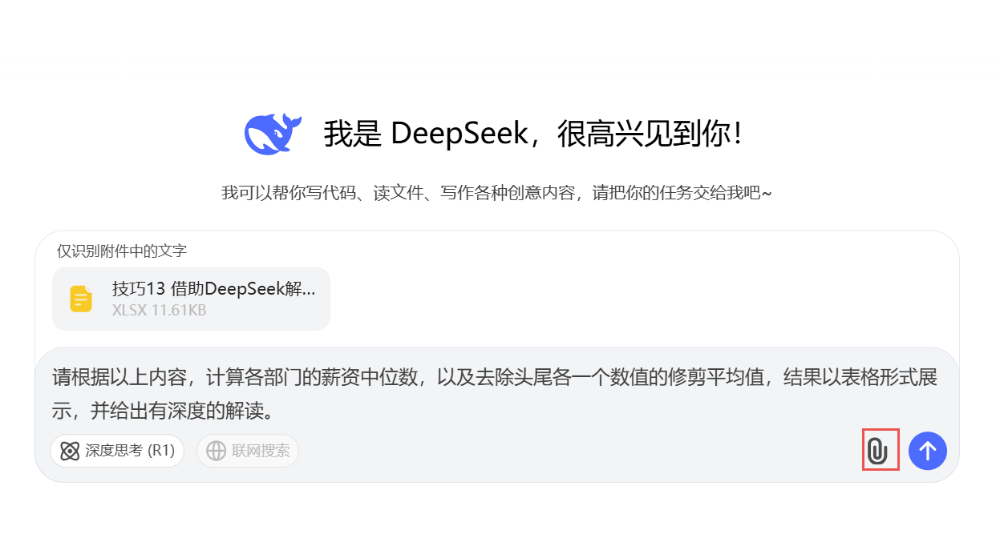 我是 DeepSeek，很高兴见到你！
我可以帮你写代码、读文件、写作各种创意内容，请把你的任务交给我吧~
仅识别附件中的文字
技巧13 借助DeepSeek解...
XLSX 11.61KB
请根据以上内容，计算各部门的薪资中位数，以及去除头尾各一个数值的修剪平均值，结果以表格形式展
示，并给出有深度的解读。
深度思考 (R1)
联网搜索